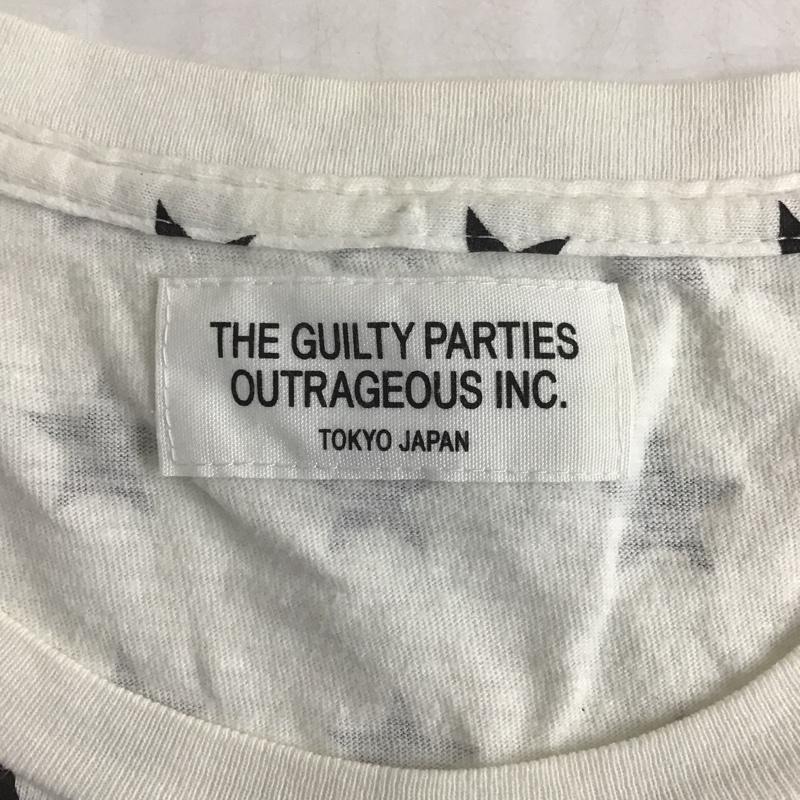 THE GUILTY PARTIES
OUTRAGEOUS INC.
TOKYO JAPAN